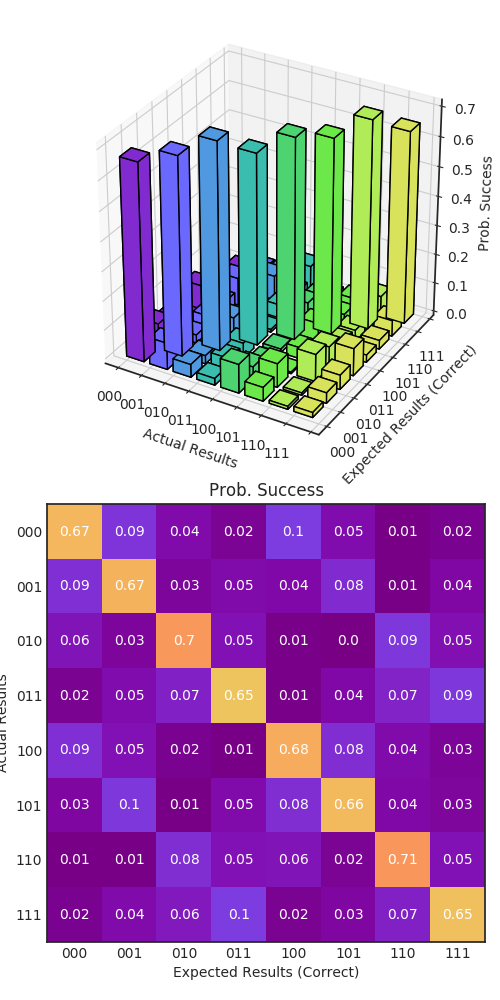 0.7
0.6
0.5
0.4
0.3
0.2
0.1
0.0
Prob. Success
000
001
010
011
100
101
110
111
Actual Results
000
001
010
011
100
101
110
111
Expected Results (Correct)
Prob. Success
000 0.67 0.09 0.04 0.02 0.1 0.05 0.01 0.02
001 0.09 0.67 0.03 0.05 0.04 0.08 0.01 0.04
010 0.06 0.03 0.7 0.05 0.01 0.0 0.09 0.05
011 0.02 0.05 0.07 0.65 0.01 0.04 0.07 0.09
100 0.09 0.05 0.02 0.01 0.68 0.08 0.04 0.03
101 0.03 0.1 0.01 0.05 0.08 0.66 0.04 0.03
110 0.01 0.01 0.08 0.05 0.06 0.02 0.71 0.05
111 0.02 0.04 0.06 0.1 0.02 0.03 0.07 0.65
Actual Results
000 001 010 011 100 101 110 111
Expected Results (Correct)